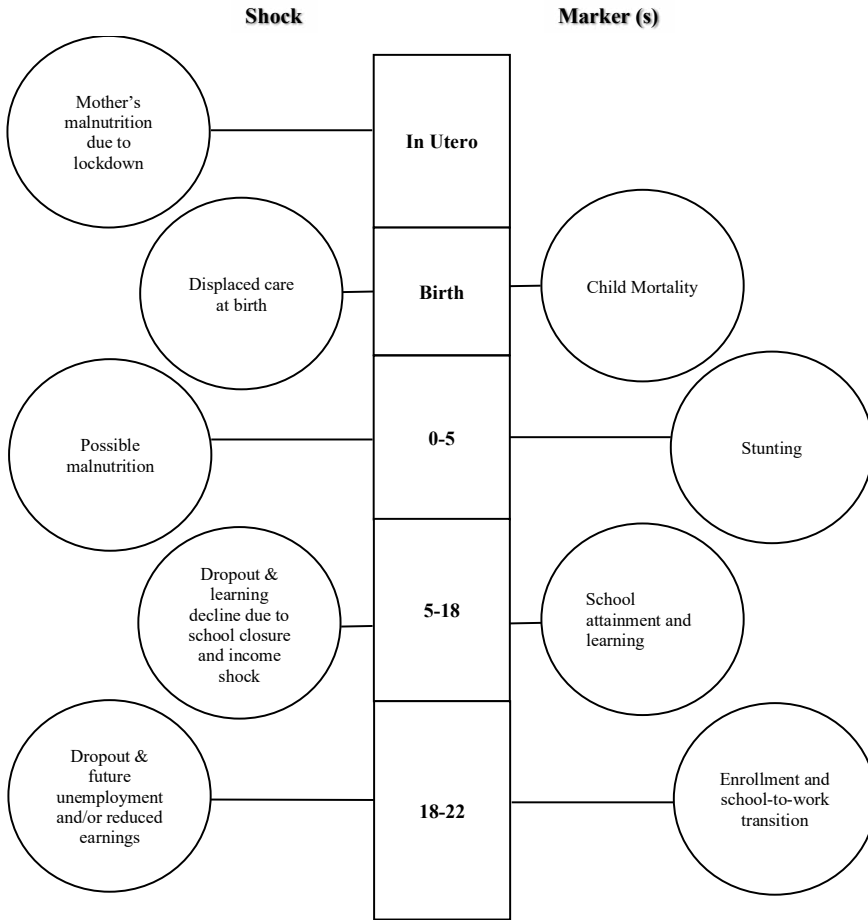 Shock
Marker (s)
Mother’s
malnutrition
due to
lockdown
In Utero
Displaced care
at birth
Birth
Child Mortality
Possible
malnutrition
0-5
Stunting
Dropout &
learning
decline due to
school closure
and income
shock
5-18
School
attainment and
learning
Dropout &
future
unemployment
and/or reduced
earnings
18-22
Enrollment and
school-to-work
transition